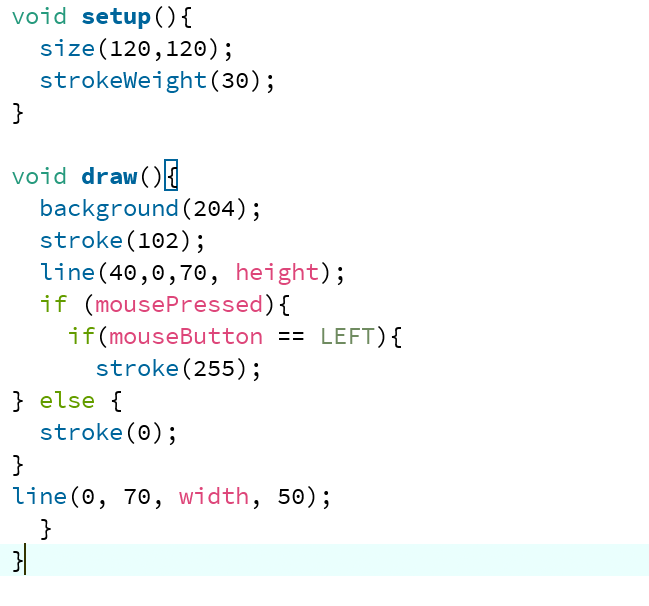 void setup(){
  size(120,120);
  strokeWeight(30);
}

void draw(){
  background(204);
  stroke(102);
  line(40,0,70, height);
  if (mousePressed){
    if(mouseButton == LEFT){
      stroke(255);
} else {
  stroke(0);
}
line(0, 70, width, 50);
  }
}